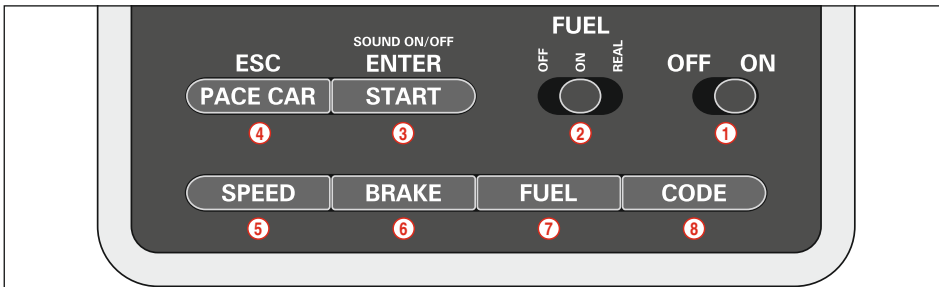 FUEL
SOUND ON/OFF
ESC ENTER OFF ON REAL OFF ON
PACE CAR START
4 3 2 1
SPEED BRAKE FUEL CODE
5 6 7 8